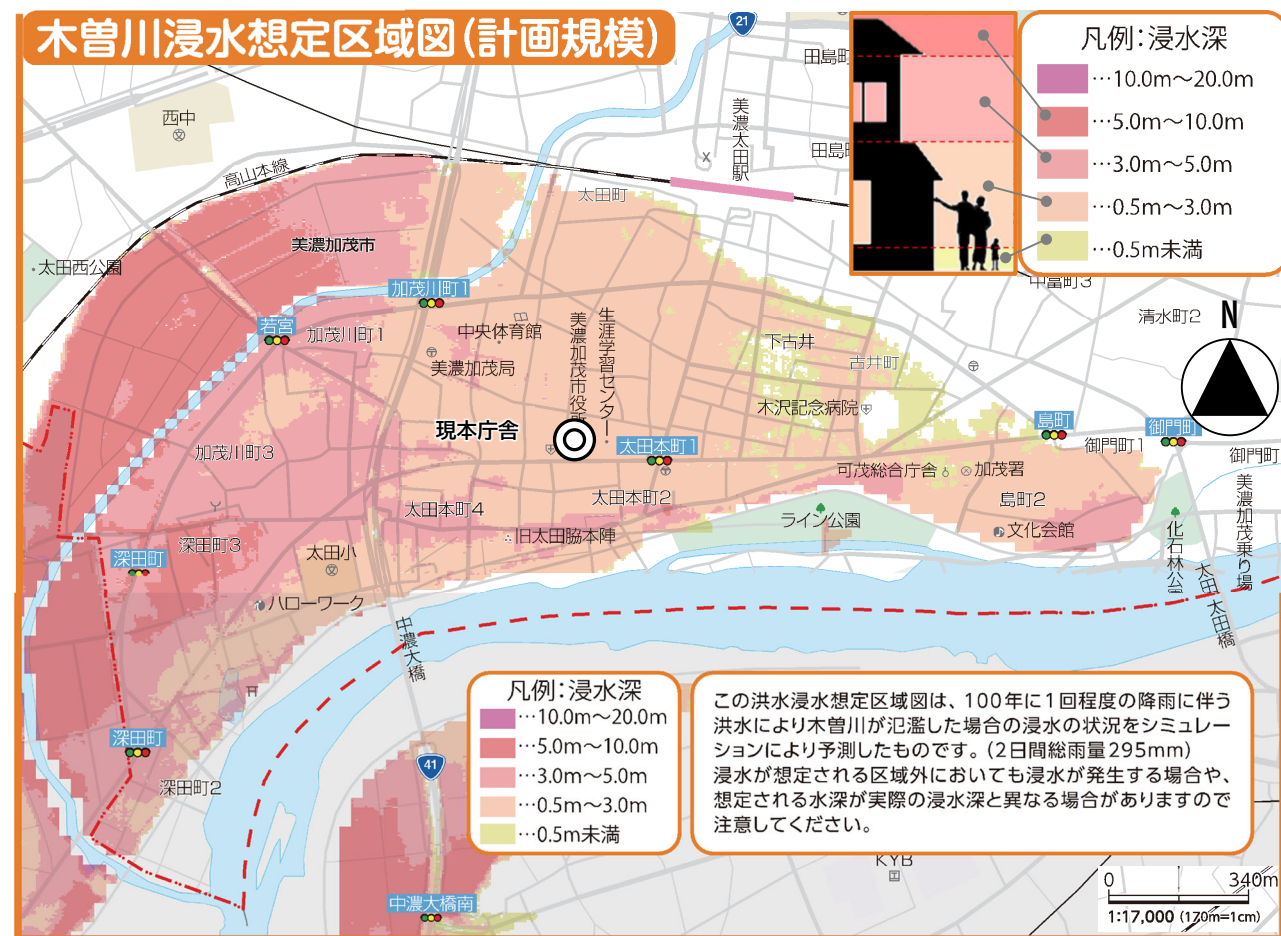 木曽川浸水想定区域図(計画規模)
21
田島町
凡例:浸水深
…10.0m~20.0m
…5.0m~10.0m
…3.0m~5.0m
…0.5m~3.0m
…0.5m未満
西中
美濃太田駅
田島町
高山本線
太田町
美濃加茂市
太田西公園
中富町3
加茂川町1
清水町2
N
若宮
加茂川町1
中央体育館
美濃加茂市役所
生涯学習センター
下古井
古井町
美濃加茂局
木沢記念病院
現本庁舎
太田本町1
島町
御門町
御門町1
御門町
加茂川町3
可茂総合庁舎
加茂署
太田本町4
太田本町2
島町2
美濃加茂乗り場
ライン公園
深田町3
旧太田脇本陣
文化会館
化石林公
太田小
深田町
太田
太田橋
ハローワーク
中濃大橋
凡例:浸水深
…10.0m~20.0m
…5.0m~10.0m
…3.0m~5.0m
…0.5m~3.0m
…0.5m未満
この洪水浸水想定区域図は、100年に1回程度の降雨に伴う
洪水により木曽川が氾濫した場合の浸水の状況をシミュレー
ションにより予測したものです。(2日間総雨量295mm)
浸水が想定される区域外においても浸水が発生する場合や、
想定される水深が実際の浸水深と異なる場合がありますので
注意してください。
深田町
41
深田町2
KYB
中濃大橋南
0 340m
1:17,000 (170m=1cm)